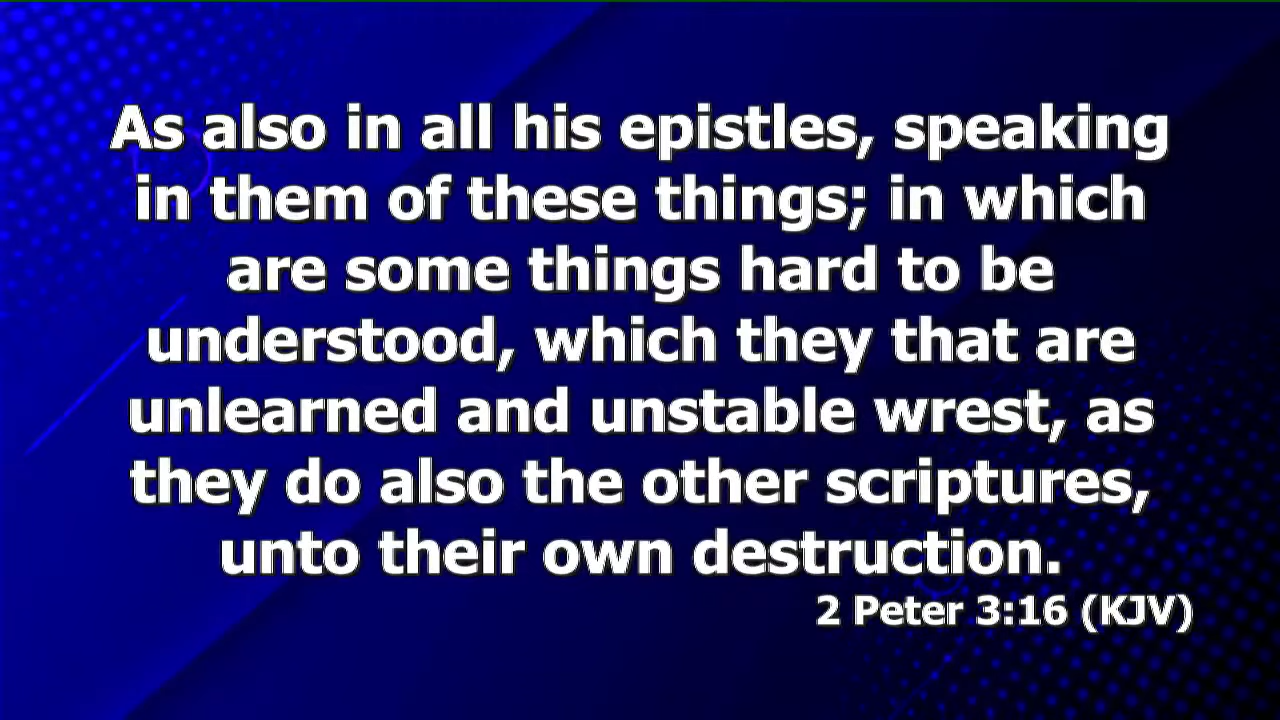 As also in all his epistles, speaking
in them of these things; in which
are some things hard to be
understood, which they that are
unlearned and unstable wrest, as
they do also the other scriptures,
unto their own destruction.
2 Peter 3:16 (KJV)